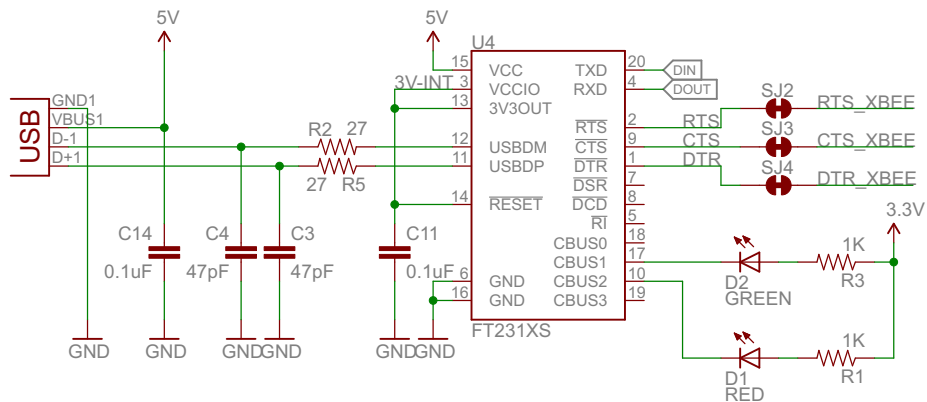 5V
5V
U4
15 VCC TXD 20 DIN
3V-INT 3 VCCIO RXD 4 DOUT
13 3V3OUT
SJ2
RTS 2 RTS RTS_XBEE
SJ3
CTS 9 CTS CTS_XBEE
SJ4
DTR 1 DTR DTR_XBEE
USB
GND1
VBUS1
D-1
D+1
R2 27
27 R5
12 USBDM
11 USBDP
DSR 7
14 RESET DCD 8
RI 5
CBUS0 18
CBUS1 17
6 GND CBUS2 10
16 GND CBUS3 19
FT231XS
C14
0.1uF
C4
47pF
C3
47pF
C11
0.1uF
GND
GND
GND
GND
GND
GND
3.3V
D2
GREEN
1K
R3
D1
RED
1K
R1